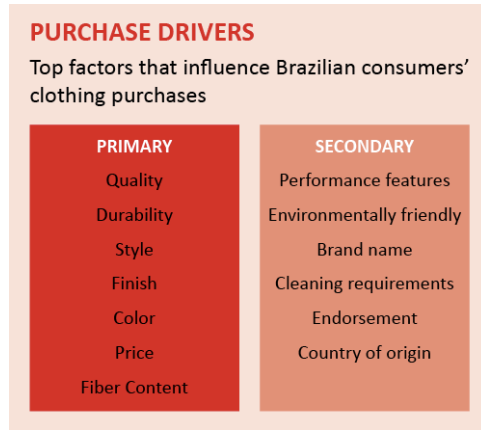 PURCHASE DRIVERS
Top factors that influence Brazilian consumers’
clothing purchases
PRIMARY
Quality
Durability
Style
Finish
Color
Price
Fiber Content
SECONDARY
Performance features
Environmentally friendly
Brand name
Cleaning requirements
Endorsement
Country of origin